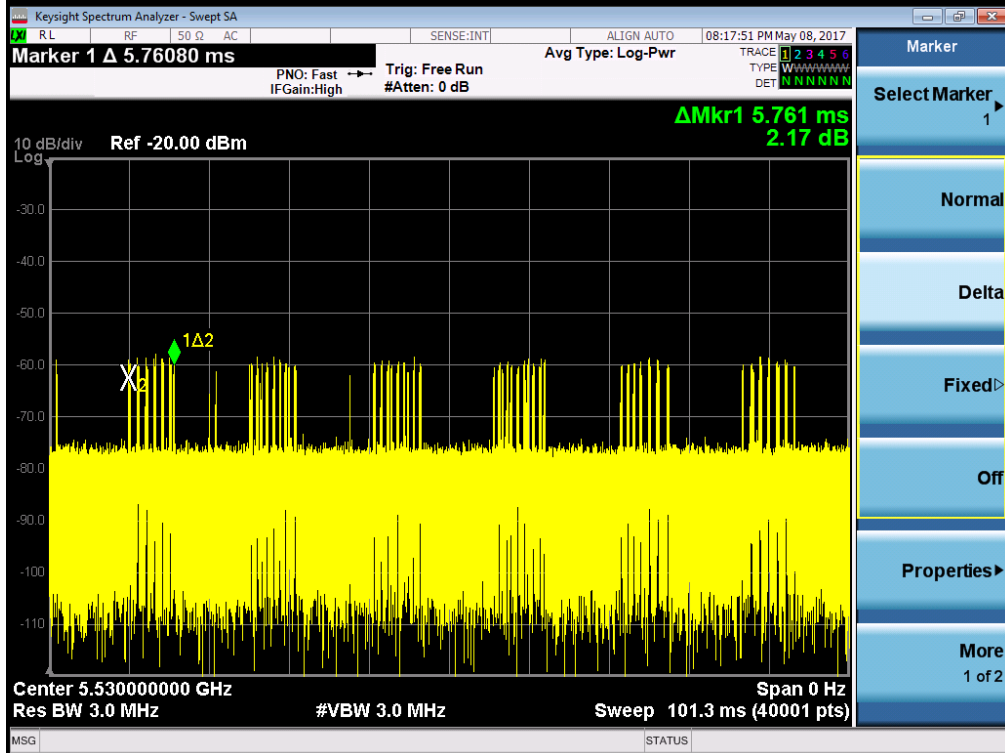 Keysight Spectrum Analyzer - Swept SA
LXI RL RF 50 Ω AC SENSE:INT ALIGN AUTO 08:17:51 PM May 08, 2017
Marker 1 Δ 5.76080 ms
PNO: Fast
IFGain:High
Trig: Free Run
#Atten: 0 dB
Avg Type: Log-Pwr
TRACE 1 2 3 4 5 6
TYPE WWWWWW
DET N N N N N N
ΔMkr1 5.761 ms
2.17 dB
10 dB/div
Log
Ref -20.00 dBm
-30.0
-40.0
-50.0
1Δ2
-60.0
X2
-70.0
-80.0
-90.0
-100
-110
Center 5.530000000 GHz
Span 0 Hz
Res BW 3.0 MHz
#VBW 3.0 MHz
Sweep 101.3 ms (40001 pts)
MSG
STATUS
Marker
Select Marker
1
Normal
Delta
Fixed
Off
Properties
More
1 of 2